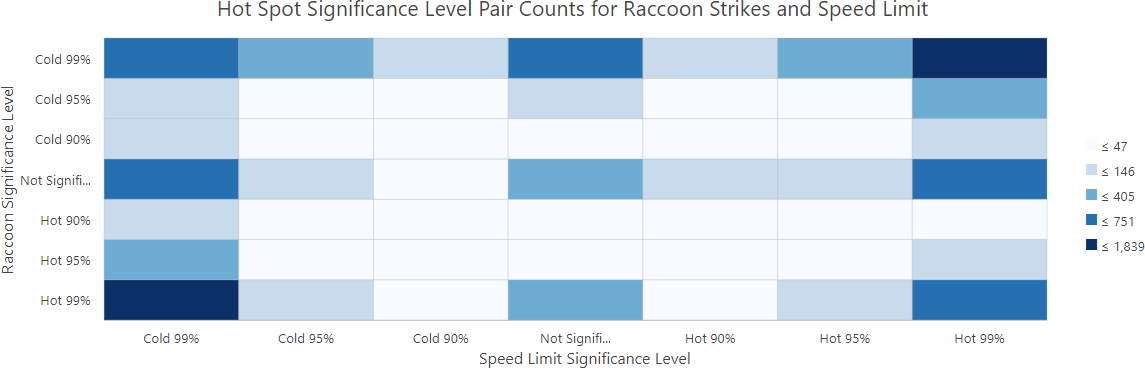 Hot Spot Significance Level Pair Counts for Raccoon Strikes and Speed Limit
Raccoon Significance Level
Cold 99%
Cold 95%
Cold 90%
Not Signifi...
Hot 90%
Hot 95%
Hot 99%
Cold 99%
Cold 95%
Cold 90%
Not Signifi...
Hot 90%
Hot 95%
Hot 99%
Speed Limit Significance Level
≤ 47
≤ 146
≤ 405
≤ 751
≤ 1,839